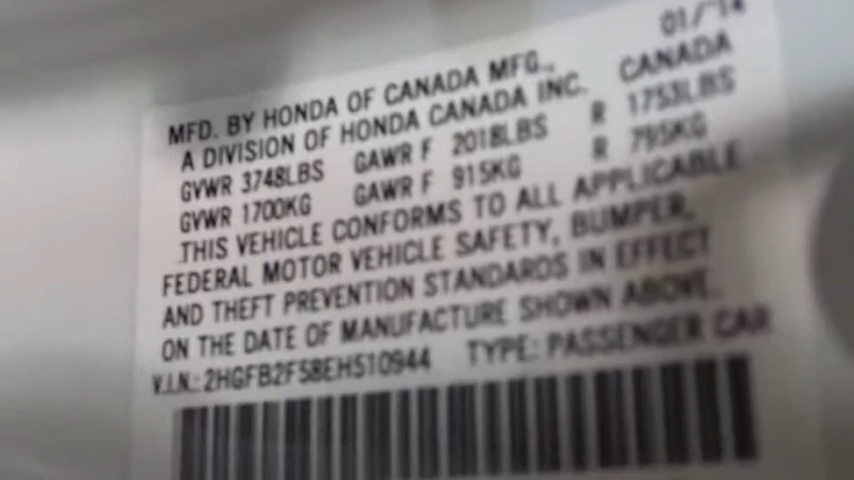 01/14
MFD. BY HONDA OF CANADA MFG.,
A DIVISION OF HONDA CANADA INC. CANADA
GVWR 3748LBS GAWR F 2018LBS R 1753LBS
GVWR 1700KG GAWR F 915KG R 795KG
THIS VEHICLE CONFORMS TO ALL APPLICABLE
FEDERAL MOTOR VEHICLE SAFETY, BUMPER,
AND THEFT PREVENTION STANDARDS IN EFFECT
ON THE DATE OF MANUFACTURE SHOWN ABOVE.
V.I.N.: 2HGFB2F58EH510944 TYPE: PASSENGER CAR